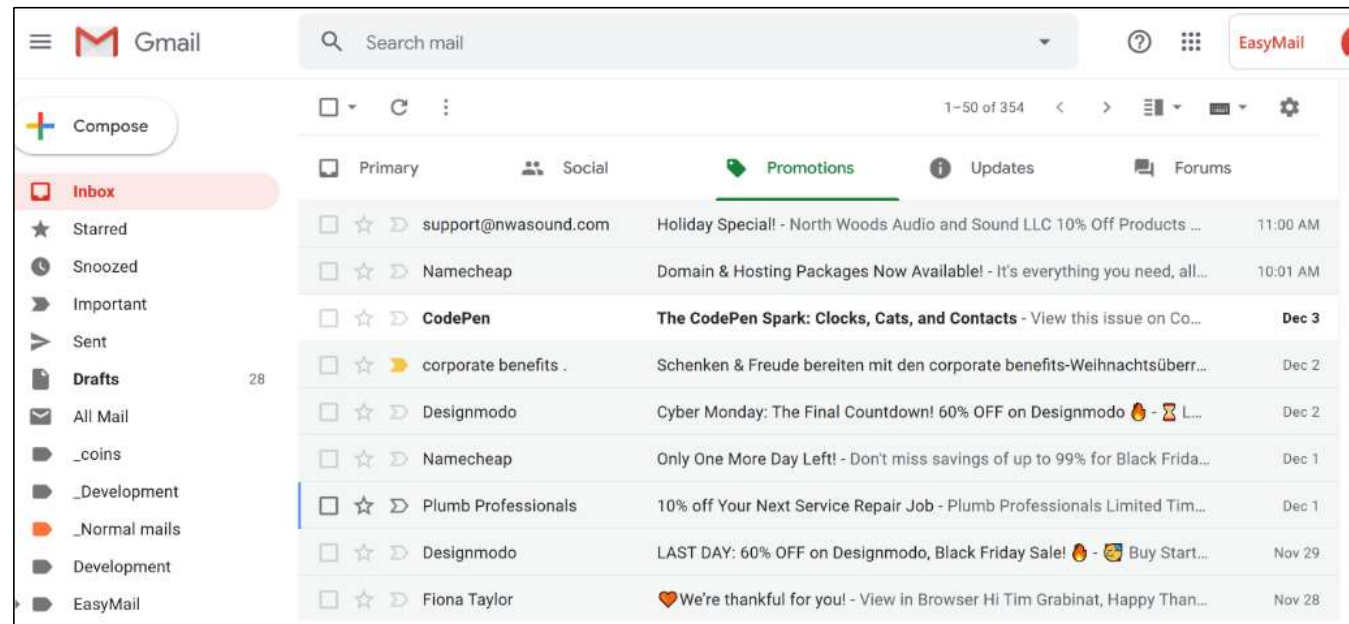 Gmail
Search mail
EasyMail
Compose
1–50 of 354
Primary
Social
Promotions
Updates
Forums
Inbox
Starred
Snoozed
Important
Sent
Drafts 28
All Mail
_coins
_Development
_Normal mails
Development
EasyMail
support@nwasound.com Holiday Special! - North Woods Audio and Sound LLC 10% Off Products ... 11:00 AM
Namecheap Domain & Hosting Packages Now Available! - It's everything you need, all... 10:01 AM
CodePen The CodePen Spark: Clocks, Cats, and Contacts - View this issue on Co... Dec 3
corporate benefits . Schenken & Freude bereiten mit den corporate benefits-Weihnachtsüberr... Dec 2
Designmodo Cyber Monday: The Final Countdown! 60% OFF on Designmodo 🔥 - ⏳ L... Dec 2
Namecheap Only One More Day Left! - Don't miss savings of up to 99% for Black Frida... Dec 1
Plumb Professionals 10% off Your Next Service Repair Job - Plumb Professionals Limited Tim... Dec 1
Designmodo LAST DAY: 60% OFF on Designmodo, Black Friday Sale! 🔥 - 🥳 Buy Start... Nov 29
Fiona Taylor 🧡We're thankful for you! - View in Browser Hi Tim Grabinat, Happy Than... Nov 28